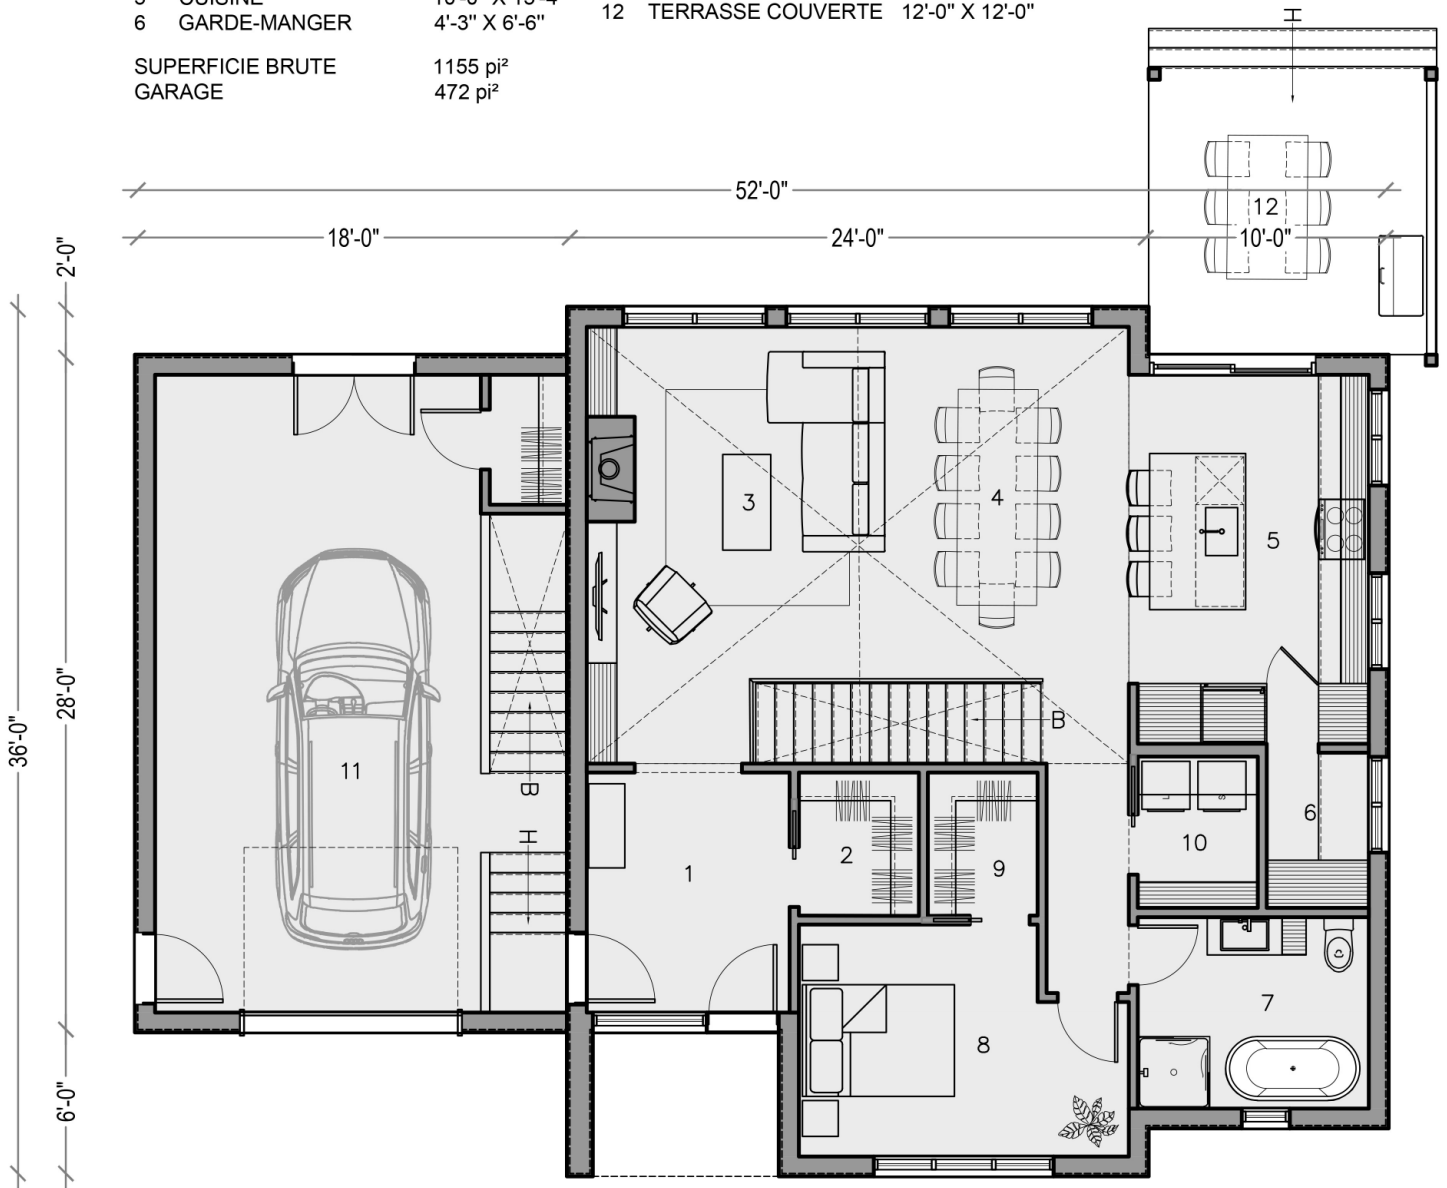 6 GARDE-MANGER 4'-3" X 6'-6"
12 TERRASSE COUVERTE 12'-0" X 12'-0"
SUPERFICIE BRUTE 1155 pi²
GARAGE 472 pi²
H
52'-0"
12
18'-0"
24'-0"
10'-0"
2'-0"
3
4
5
28'-0"
36'-0"
B
11
B
H
L
S
6
10
1
2
9
7
8
6'-0"